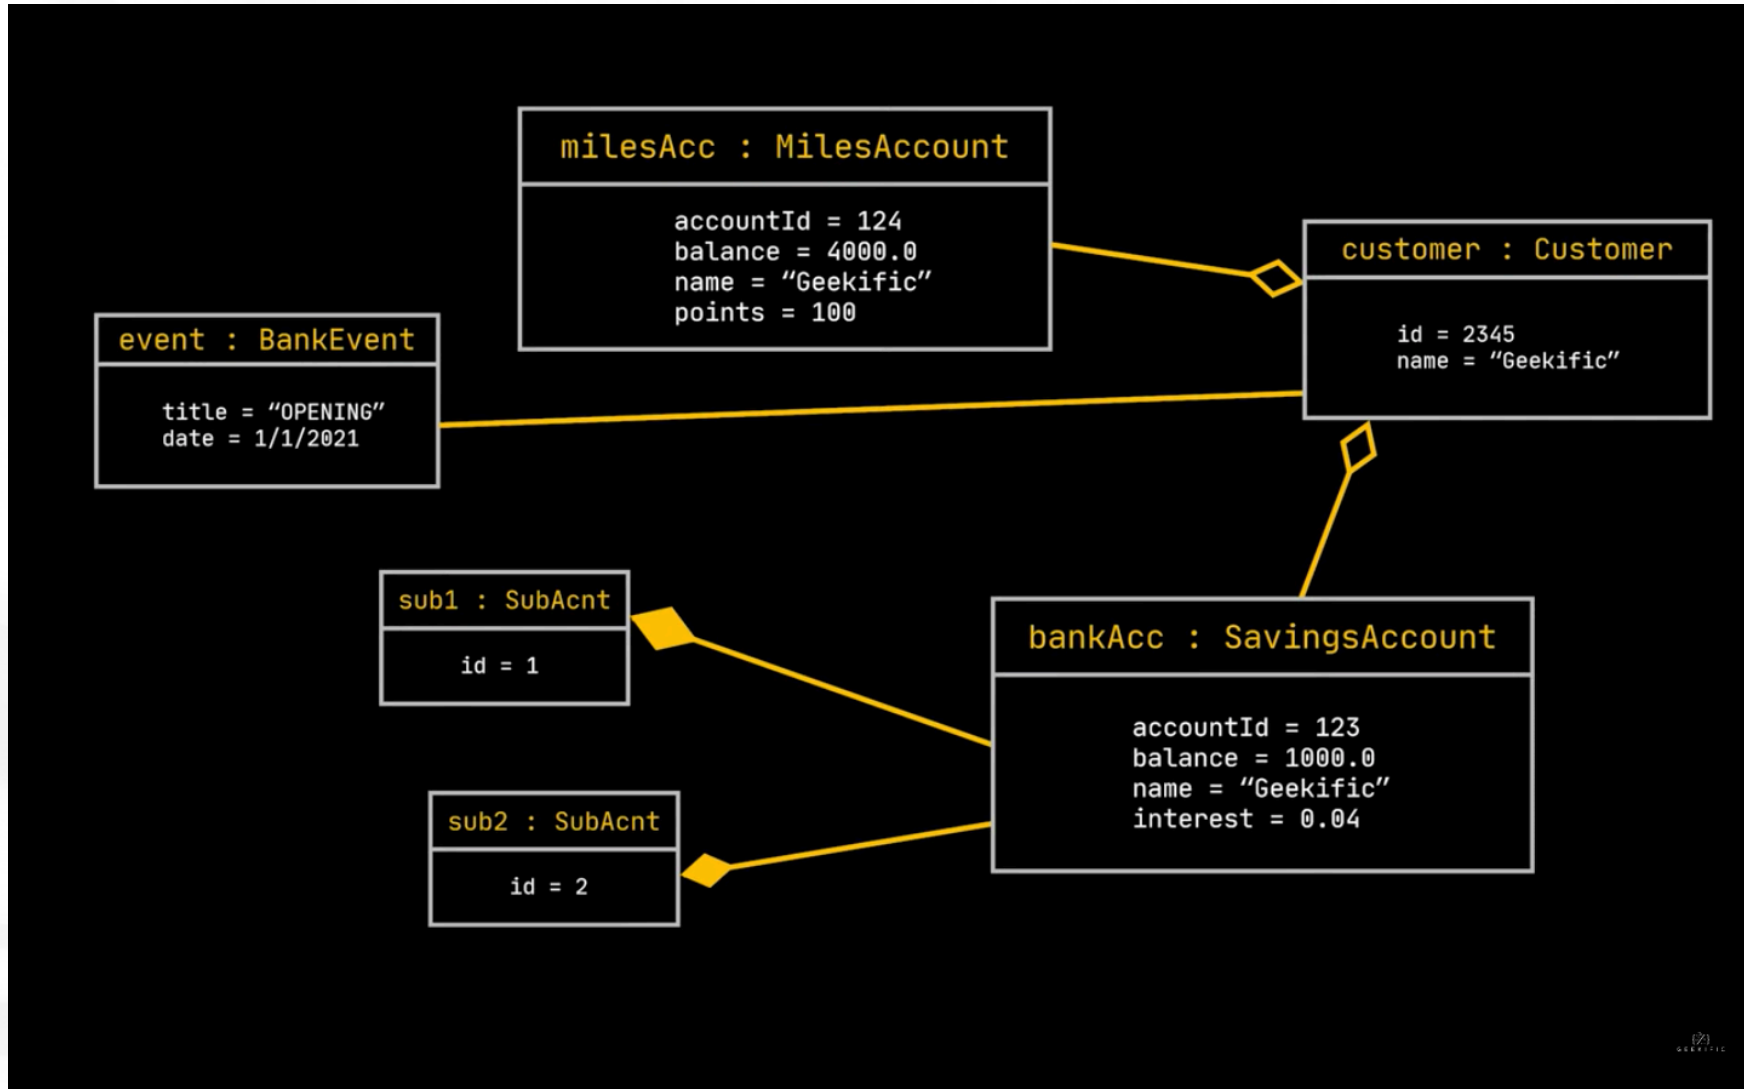 milesAcc : MilesAccount
accountId = 124
balance = 4000.0
name = “Geekific”
points = 100
customer : Customer
id = 2345
name = “Geekific”
event : BankEvent
title = “OPENING”
date = 1/1/2021
sub1 : SubAcnt
id = 1
bankAcc : SavingsAccount
accountId = 123
balance = 1000.0
name = “Geekific”
interest = 0.04
sub2 : SubAcnt
id = 2
GEEKIFIC